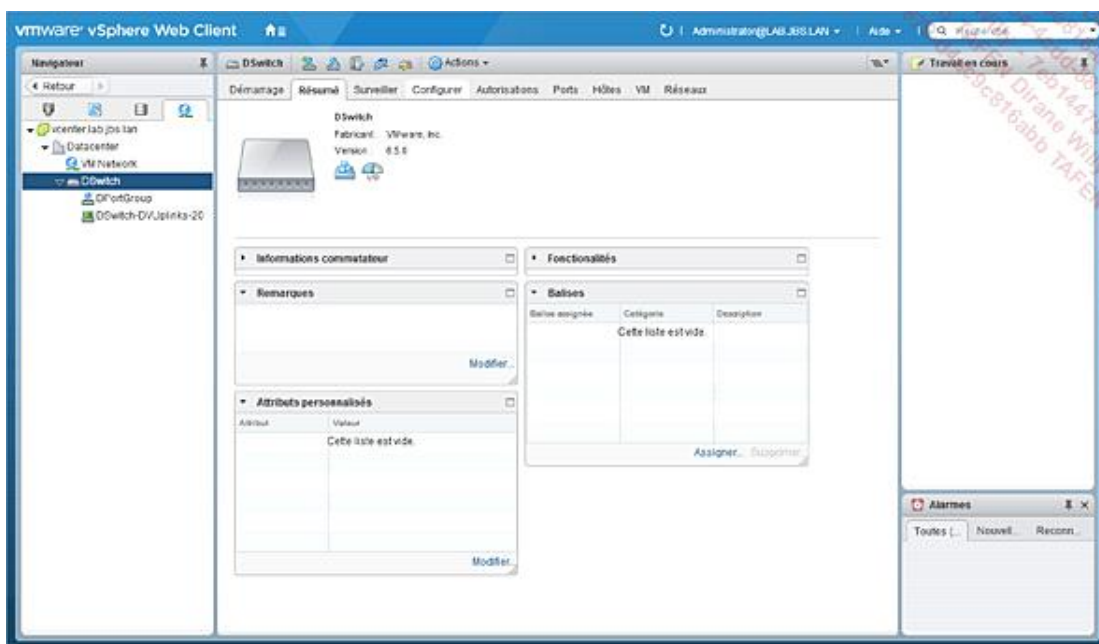 vmware vSphere Web Client
Administrator@LAB.JBS.LAN
Aide
Navigateur
Retour
vcenter.lab.jbs.lan
Datacenter
VM Network
DSwitch
DPortGroup
DSwitch-DVUplinks-20
DSwitch
Actions
Démarrage Résumé Surveiller Configurer Autorisations Ports Hôtes VM Réseaux
DSwitch
Fabricant: VMware, Inc.
Version: 6.5.0
Informations commutateur
Fonctionalités
Remarques
Modifier...
Balises
Balise assignée Catégorie Description
Cette liste est vide.
Assigner... Supprimer
Attributs personnalisés
Attribut Valeur
Cette liste est vide.
Modifier...
Travail en cours
Alarmes
Toutes (... Nouvell... Reconn...